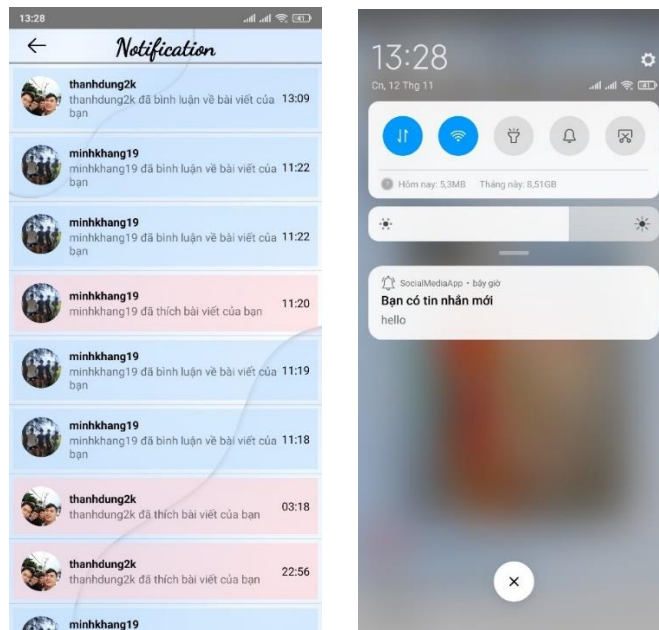 13:28
41
Notification
thanhdung2k
thanhdung2k đã bình luận về bài viết của
bạn
13:09
minhkhang19
minhkhang19 đã bình luận về bài viết của
bạn
11:22
minhkhang19
minhkhang19 đã bình luận về bài viết của
bạn
11:22
minhkhang19
minhkhang19 đã thích bài viết của bạn
11:20
minhkhang19
minhkhang19 đã bình luận về bài viết của
bạn
11:19
minhkhang19
minhkhang19 đã bình luận về bài viết của
bạn
11:18
thanhdung2k
thanhdung2k đã thích bài viết của bạn
03:18
thanhdung2k
thanhdung2k đã thích bài viết của bạn
22:56
minhkhang19
13:28
CN, 12 Thg 11
41
Hôm nay: 5,3MB Tháng này: 8,51GB
SocialMediaApp • bây giờ
Bạn có tin nhắn mới
hello